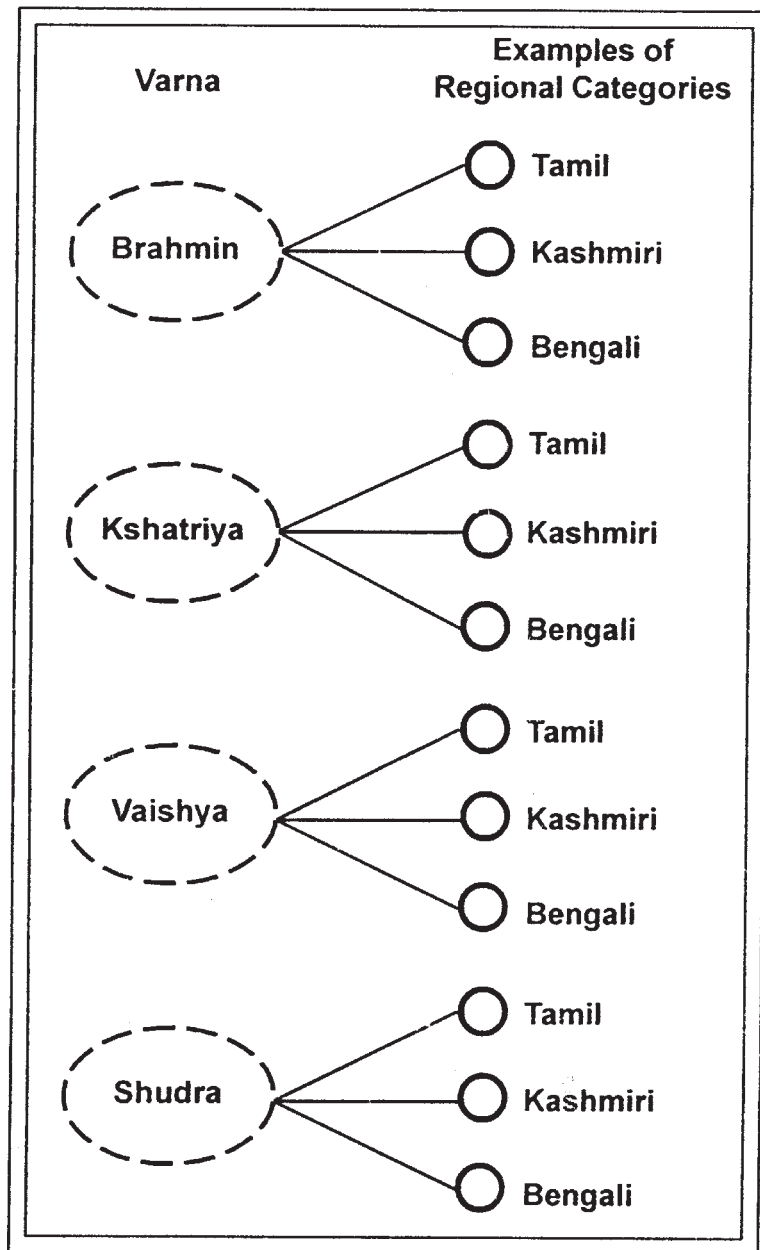 Varna
Examples of
Regional Categories
Brahmin
Tamil
Kashmiri
Bengali
Kshatriya
Tamil
Kashmiri
Bengali
Vaishya
Tamil
Kashmiri
Bengali
Shudra
Tamil
Kashmiri
Bengali